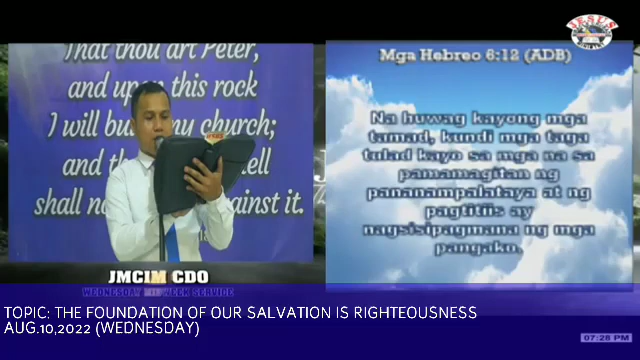 That thou art Peter,
and upon this rock
I will bu my church;
and th ell
shall no ainst it.
JMCIM CDO
WEDNESDAY MIDWEEK SERVICE
JESUS
Mga Hebreo 6:12 (ADB)
Na huwag kayong mga
tamad, kundi mga taga
tulad kayo sa mga na sa
pamamagitan ng
pananampalataya at ng
pagtitiis ay
nagsisipagmana ng mga
pangako.
TOPIC: THE FOUNDATION OF OUR SALVATION IS RIGHTEOUSNESS
AUG.10,2022 (WEDNESDAY)
07:28 PM